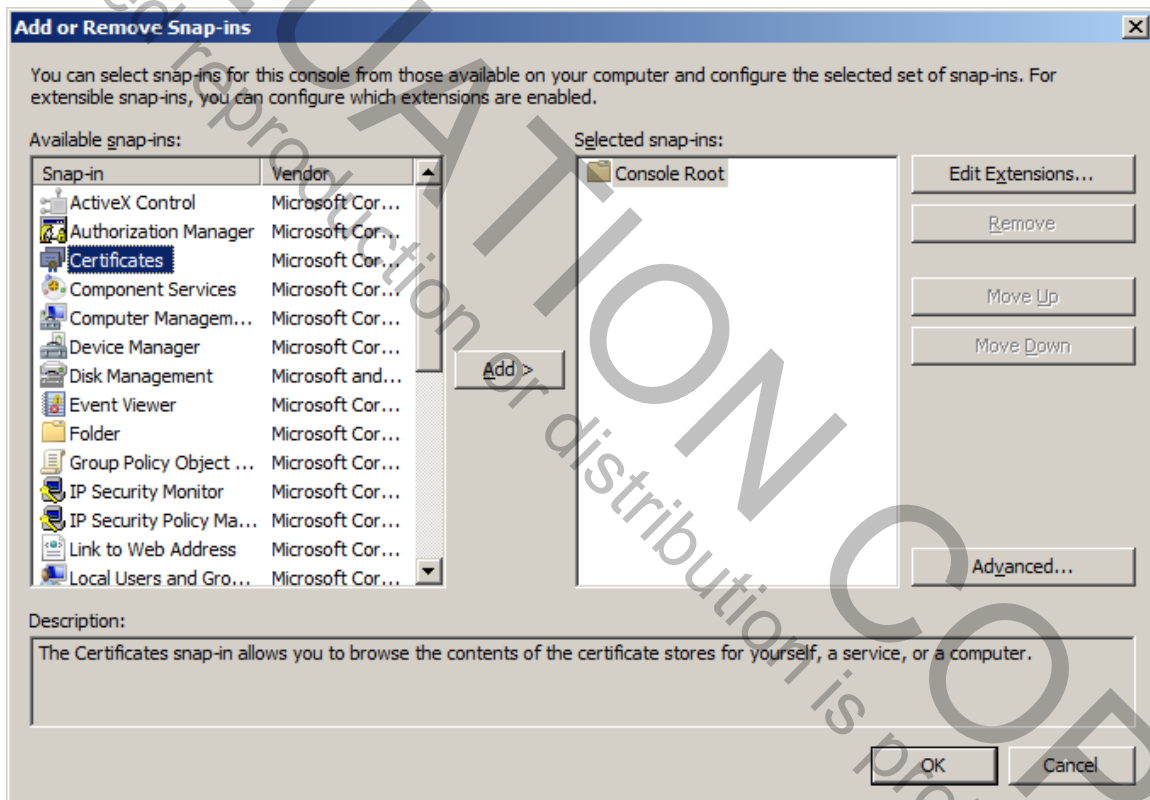 Add or Remove Snap-ins
You can select snap-ins for this console from those available on your computer and configure the selected set of snap-ins. For
extensible snap-ins, you can configure which extensions are enabled.
Available snap-ins:
Selected snap-ins:
Snap-in Vendor
ActiveX Control Microsoft Cor...
Authorization Manager Microsoft Cor...
Certificates Microsoft Cor...
Component Services Microsoft Cor...
Computer Managem... Microsoft Cor...
Device Manager Microsoft Cor...
Disk Management Microsoft and...
Event Viewer Microsoft Cor...
Folder Microsoft Cor...
Group Policy Object ... Microsoft Cor...
IP Security Monitor Microsoft Cor...
IP Security Policy Ma... Microsoft Cor...
Link to Web Address Microsoft Cor...
Local Users and Gro... Microsoft Cor...
Add >
Console Root
Edit Extensions...
Remove
Move Up
Move Down
Advanced...
Description:
The Certificates snap-in allows you to browse the contents of the certificate stores for yourself, a service, or a computer.
OK
Cancel
reproduction or distribution is